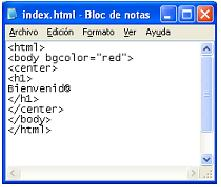 index.html - Bloc de notas
Archivo Edición Formato Ver Ayuda
<html>
<body bgcolor="red">
<center>
<h1>
Bienvenid@
</h1>
</center>
</body>
</html>